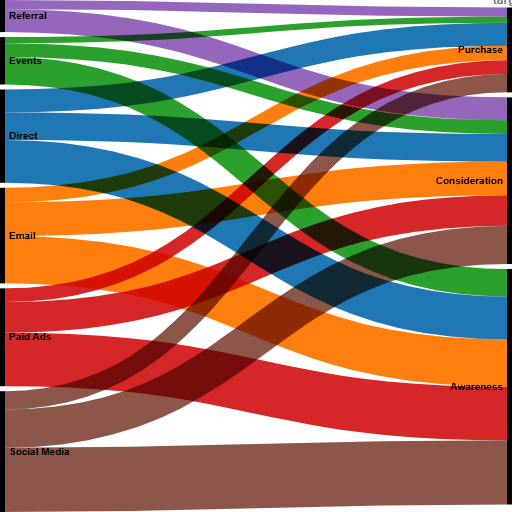 Referral
Events
Direct
Email
Paid Ads
Social Media
Purchase
Consideration
Awareness